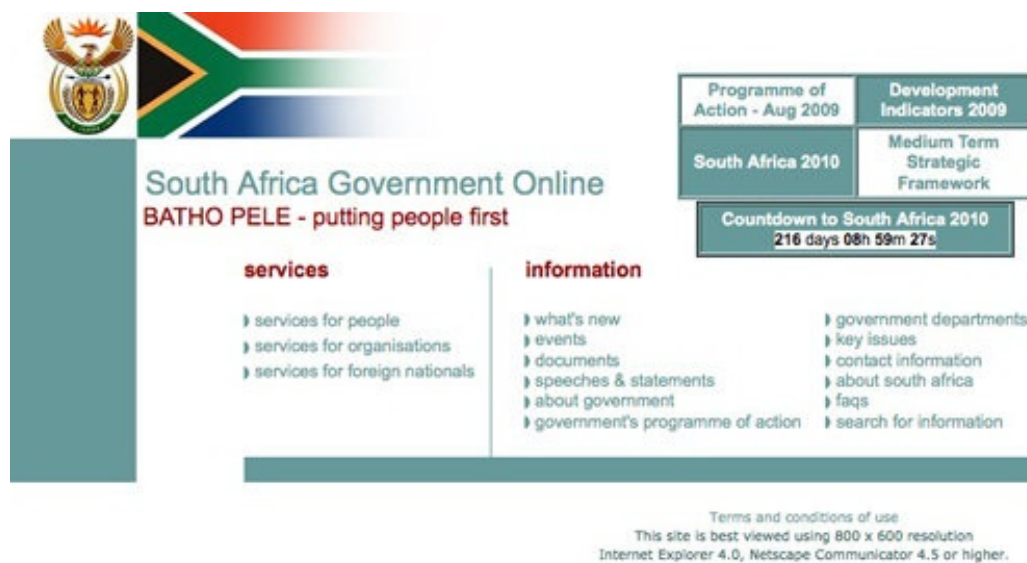 Programme of
Action - Aug 2009
Development
Indicators 2009
South Africa 2010
Medium Term
Strategic
Framework
South Africa Government Online
BATHO PELE - putting people first
Countdown to South Africa 2010
216 days 08h 59m 27s
services
services for people
services for organisations
services for foreign nationals
information
what's new
events
documents
speeches & statements
about government
government's programme of action
government departments
key issues
contact information
about south africa
faqs
search for information
Terms and conditions of use
This site is best viewed using 800 x 600 resolution
Internet Explorer 4.0, Netscape Communicator 4.5 or higher.